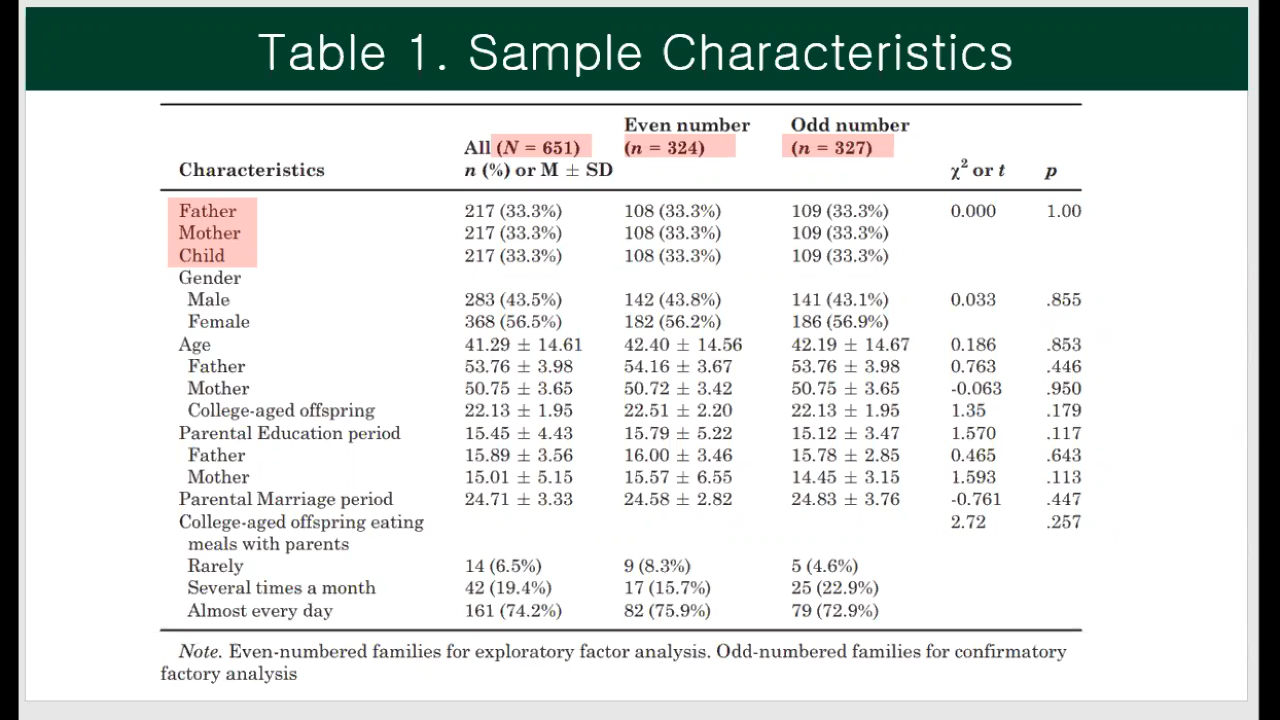 Table 1. Sample Characteristics
Even number Odd number
All (N = 651) (n = 324) (n = 327)
Characteristics n (%) or M ± SD χ² or t p
Father 217 (33.3%) 108 (33.3%) 109 (33.3%) 0.000 1.00
Mother 217 (33.3%) 108 (33.3%) 109 (33.3%)
Child 217 (33.3%) 108 (33.3%) 109 (33.3%)
Gender
Male 283 (43.5%) 142 (43.8%) 141 (43.1%) 0.033 .855
Female 368 (56.5%) 182 (56.2%) 186 (56.9%)
Age 41.29 ± 14.61 42.40 ± 14.56 42.19 ± 14.67 0.186 .853
Father 53.76 ± 3.98 54.16 ± 3.67 53.76 ± 3.98 0.763 .446
Mother 50.75 ± 3.65 50.72 ± 3.42 50.75 ± 3.65 -0.063 .950
College-aged offspring 22.13 ± 1.95 22.51 ± 2.20 22.13 ± 1.95 1.35 .179
Parental Education period 15.45 ± 4.43 15.79 ± 5.22 15.12 ± 3.47 1.570 .117
Father 15.89 ± 3.56 16.00 ± 3.46 15.78 ± 2.85 0.465 .643
Mother 15.01 ± 5.15 15.57 ± 6.55 14.45 ± 3.15 1.593 .113
Parental Marriage period 24.71 ± 3.33 24.58 ± 2.82 24.83 ± 3.76 -0.761 .447
College-aged offspring eating 2.72 .257
meals with parents
Rarely 14 (6.5%) 9 (8.3%) 5 (4.6%)
Several times a month 42 (19.4%) 17 (15.7%) 25 (22.9%)
Almost every day 161 (74.2%) 82 (75.9%) 79 (72.9%)
Note. Even-numbered families for exploratory factor analysis. Odd-numbered families for confirmatory
factory analysis